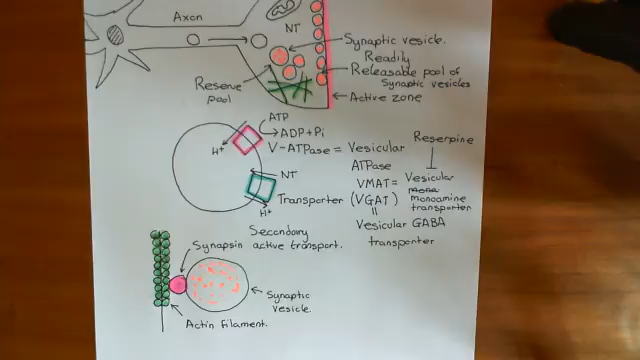 Axon
NT
Synaptic vesicle.
Readily
Releasable pool of
Synaptic vesicles
Reserve
pool
Active zone
ATP
ADP+Pi
H+
V-ATPase = Vesicular
ATPase
Reserpine
NT
VMAT = Vesicular
mona
monoamine
transporter
Transporter (VGAT)
H+
=
Secondary
active transport.
Vesicular GABA
transporter
Synapsin
Synaptic
vesicle.
Actin filament.